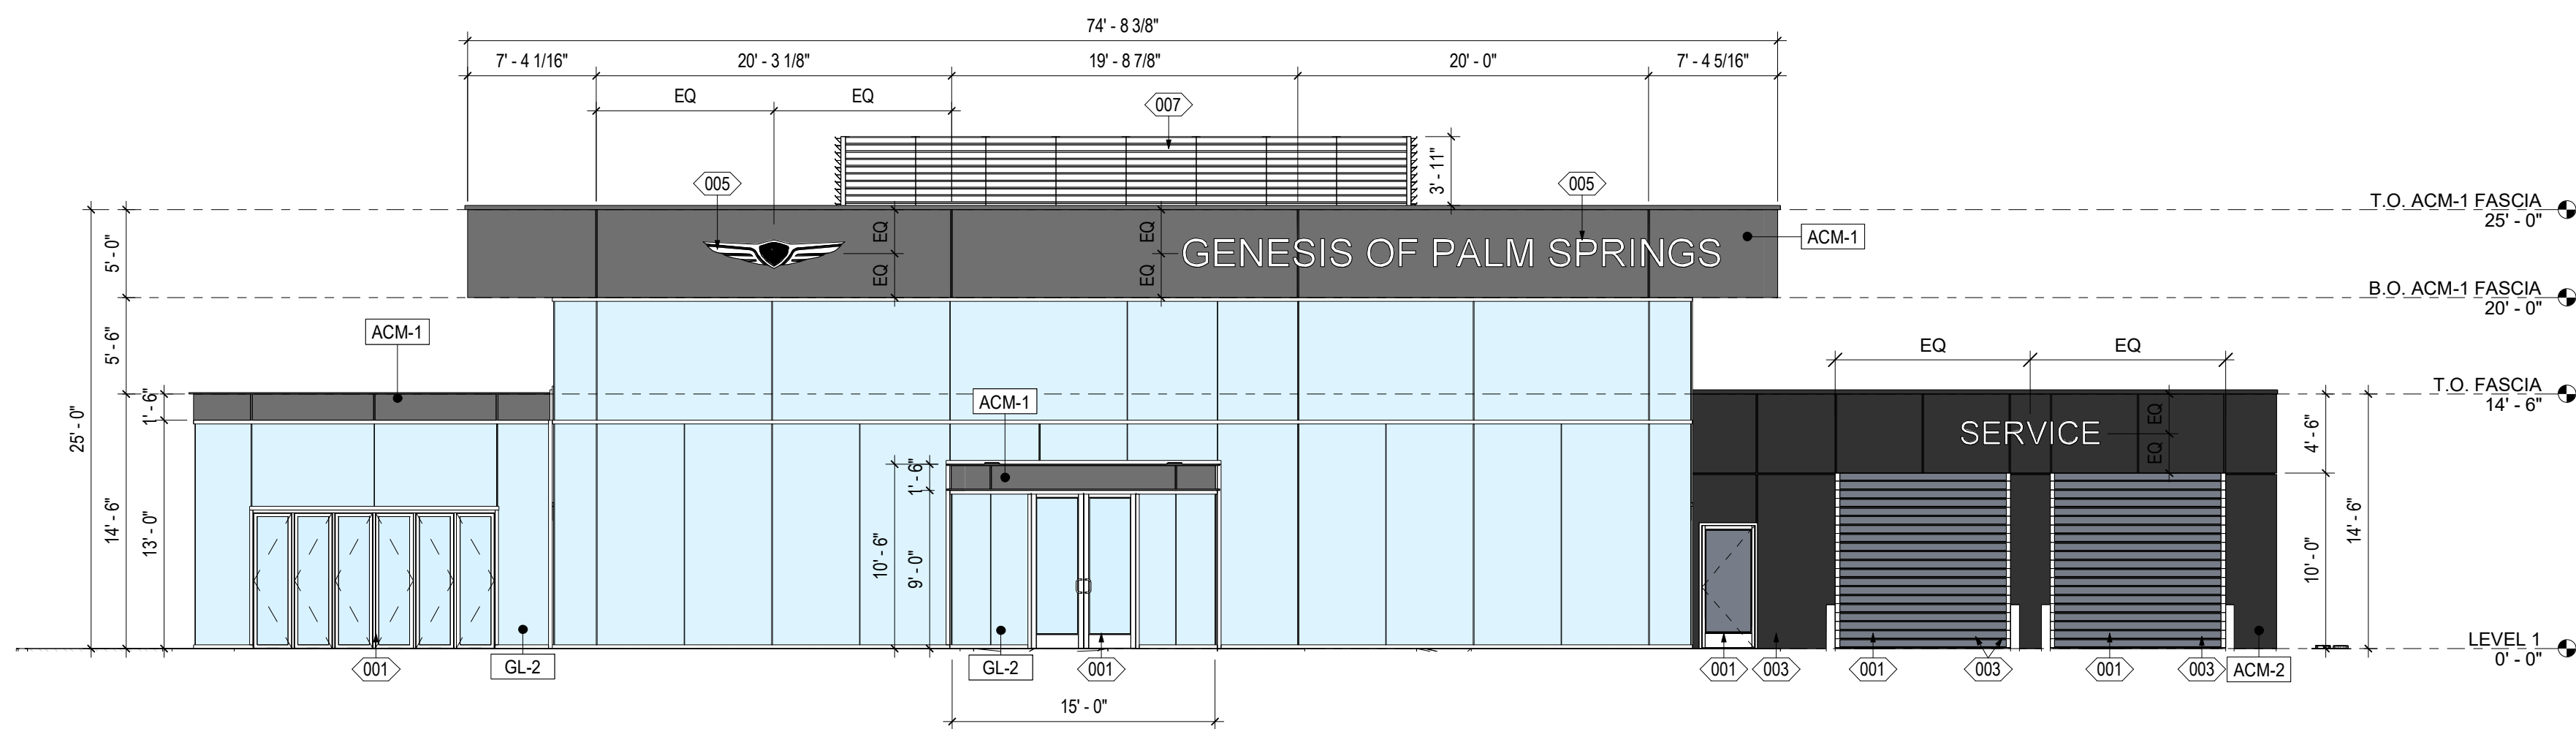 74' - 8 3/8"
7' - 4 1/16"
20' - 3 1/8"
19' - 8 7/8"
20' - 0"
7' - 4 5/16"
EQ
EQ
007
3' - 11"
005
005
T.O. ACM-1 FASCIA
25' - 0"
5' - 0"
EQ
EQ
EQ
EQ
GENESIS OF PALM SPRINGS
ACM-1
B.O. ACM-1 FASCIA
20' - 0"
5' - 6"
ACM-1
EQ
EQ
T.O. FASCIA
14' - 6"
25' - 0"
1' - 6"
ACM-1
SERVICE
EQ
EQ
4' - 6"
14' - 6"
13' - 0"
10' - 6"
1' - 6"
9' - 0"
10' - 0"
14' - 6"
LEVEL 1
0' - 0"
001
GL-2
GL-2
001
001
003
001
003
001
003
ACM-2
15' - 0"